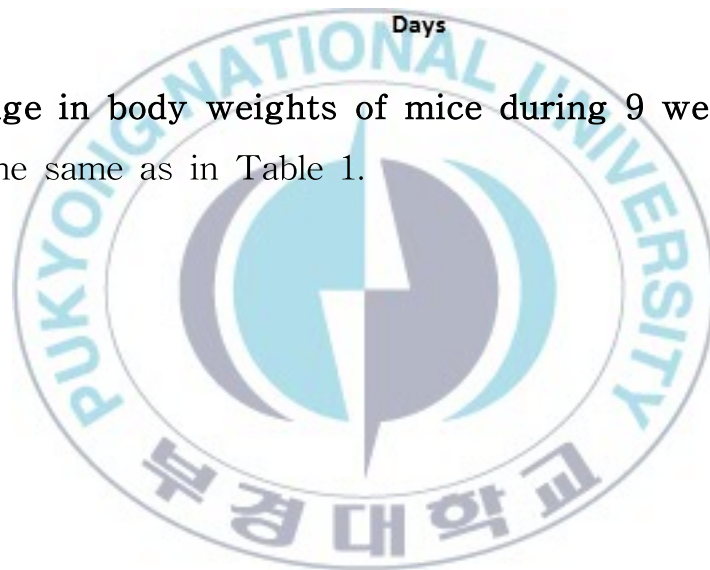 Days
ge in body weights of mice during 9 we
he same as in Table 1.
PUKYONG NATIONAL UNIVERSITY
부경대학교